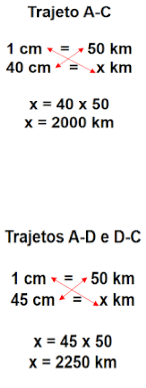 Trajeto A-C
1 cm = 50 km
40 cm = x km
x = 40 x 50
x = 2000 km
Trajetos A-D e D-C
1 cm = 50 km
45 cm = x km
x = 45 x 50
x = 2250 km